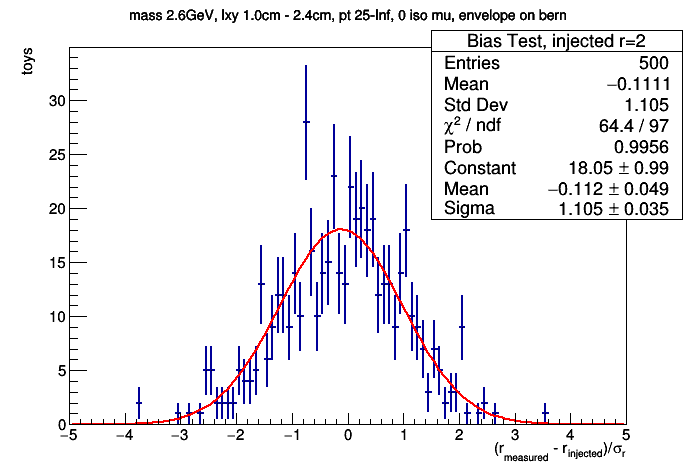 mass 2.6GeV, lxy 1.0cm - 2.4cm, pt 25-Inf, 0 iso mu, envelope on bern
Bias Test, injected r=2
Entries 500
Mean −0.1111
Std Dev 1.105
χ² / ndf 64.4 / 97
Prob 0.9956
Constant 18.05 ± 0.99
Mean −0.112 ± 0.049
Sigma 1.105 ± 0.035
toys
30
25
20
15
10
5
0
−5 −4 −3 −2 −1 0 1 2 3 4 5
(r_measured - r_injected)/σ_r